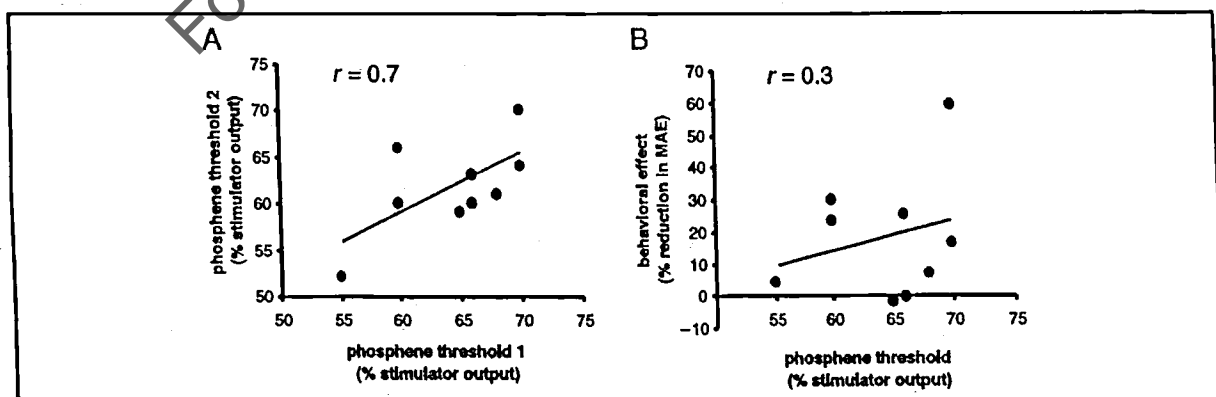 Fo
A
B
r = 0.7
phosphene threshold 2
(% stimulator output)
75
70
65
60
55
50
50 55 60 65 70 75
phosphene threshold 1
(% stimulator output)
r = 0.3
behavioral effect
(% reduction in MAE)
70
60
50
40
30
20
10
0
−10
55 60 65 70 75
phosphene threshold
(% stimulator output)